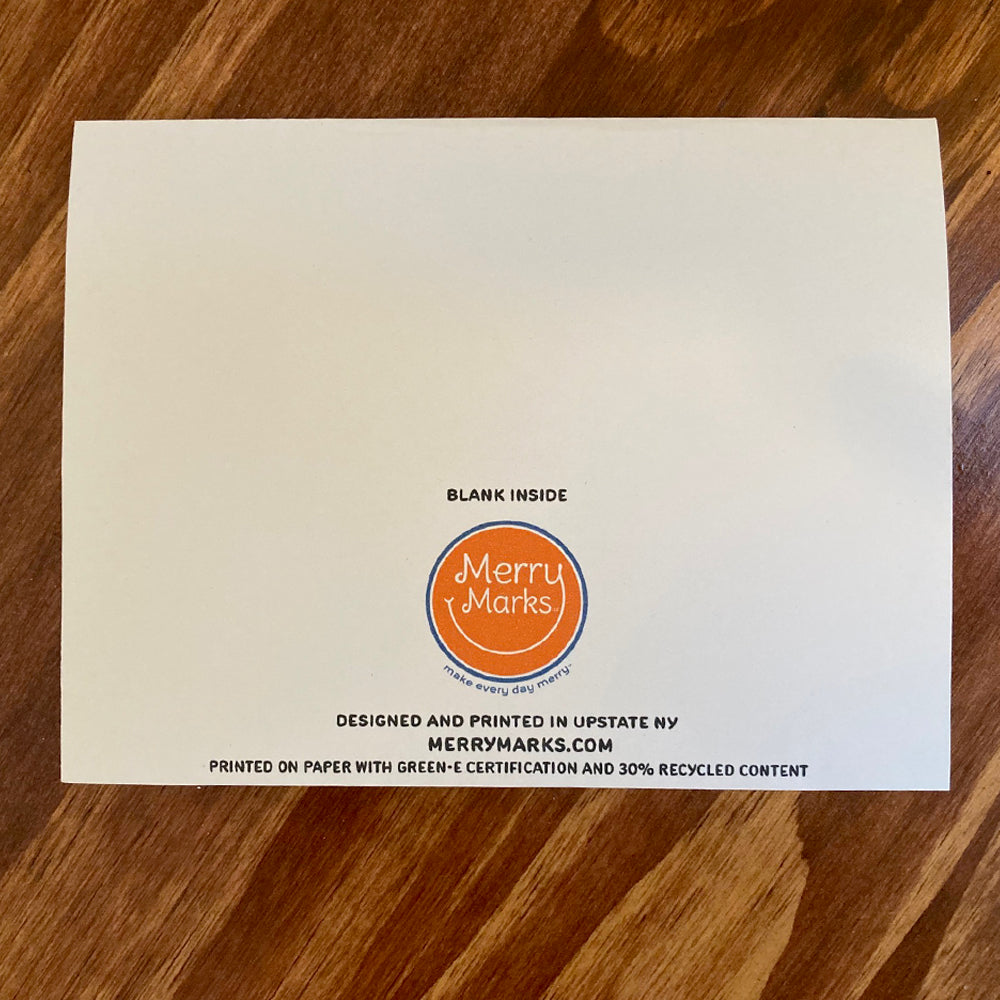 BLANK INSIDE
Merry
Marks
make every day merry™
DESIGNED AND PRINTED IN UPSTATE NY
MERRYMARKS.COM
PRINTED ON PAPER WITH GREEN-E CERTIFICATION AND 30% RECYCLED CONTENT